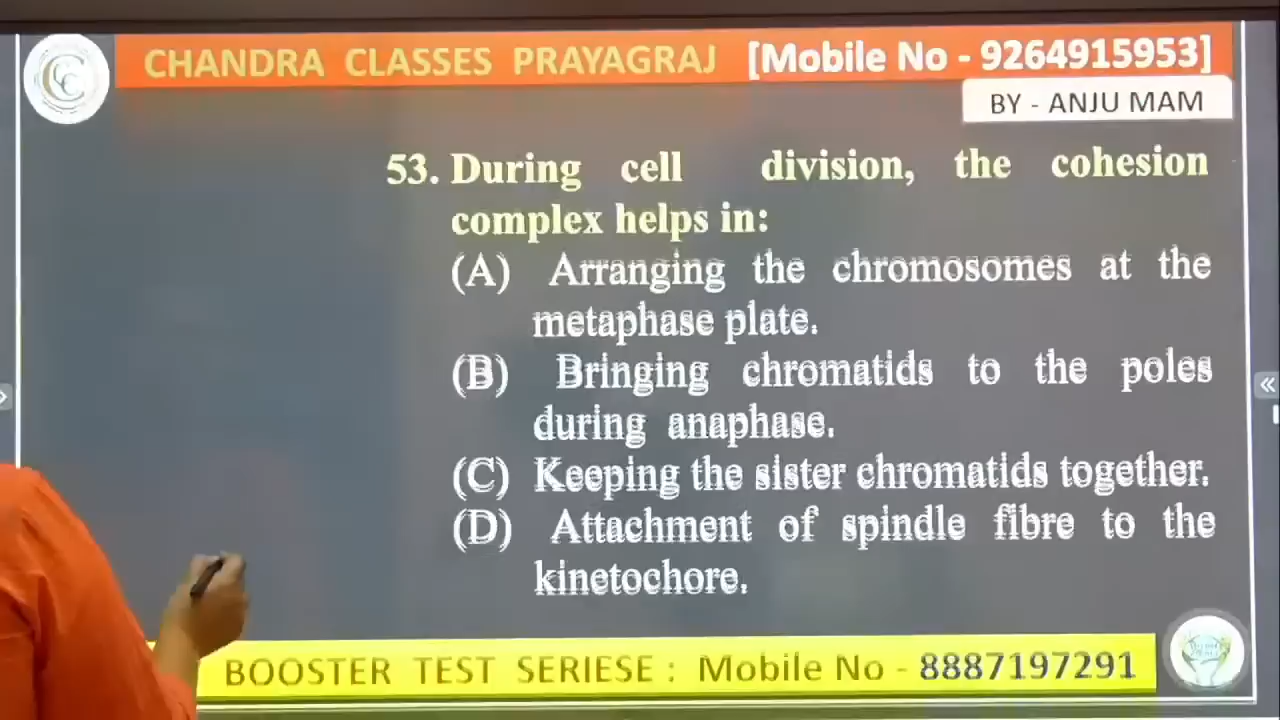 CHANDRA CLASSES PRAYAGRAJ [Mobile No - 9264915953]
BY - ANJU MAM
53. During cell division, the cohesion
complex helps in:
(A) Arranging the chromosomes at the
metaphase plate.
(B) Bringing chromatids to the poles
during anaphase.
(C) Keeping the sister chromatids together.
(D) Attachment of spindle fibre to the
kinetochore.
BOOSTER TEST SERIESE : Mobile No - 8887197291